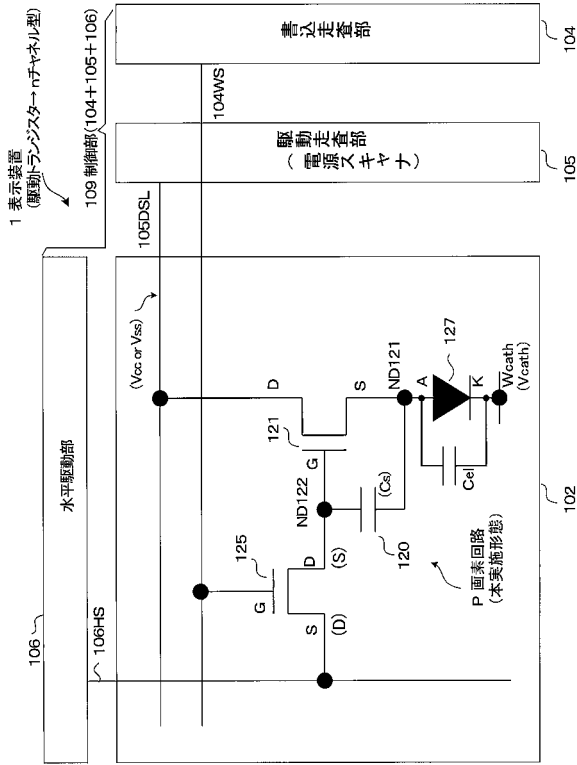 1 表示装置
(駆動トランジスタ→nチャネル型)
109 制御部(104+105+106)
106
水平駆動部
106HS
105DSL
104WS
書込走査部
104
駆動走査部
(電源スキャナ)
105
(Vcc or Vss)
D
121
G
S
ND122
ND121
125
G
D
(S)
S
(D)
(Cs)
120
A
127
K
Cel
Wcath
(Vcath)
P 画素回路
(本実施形態)
102